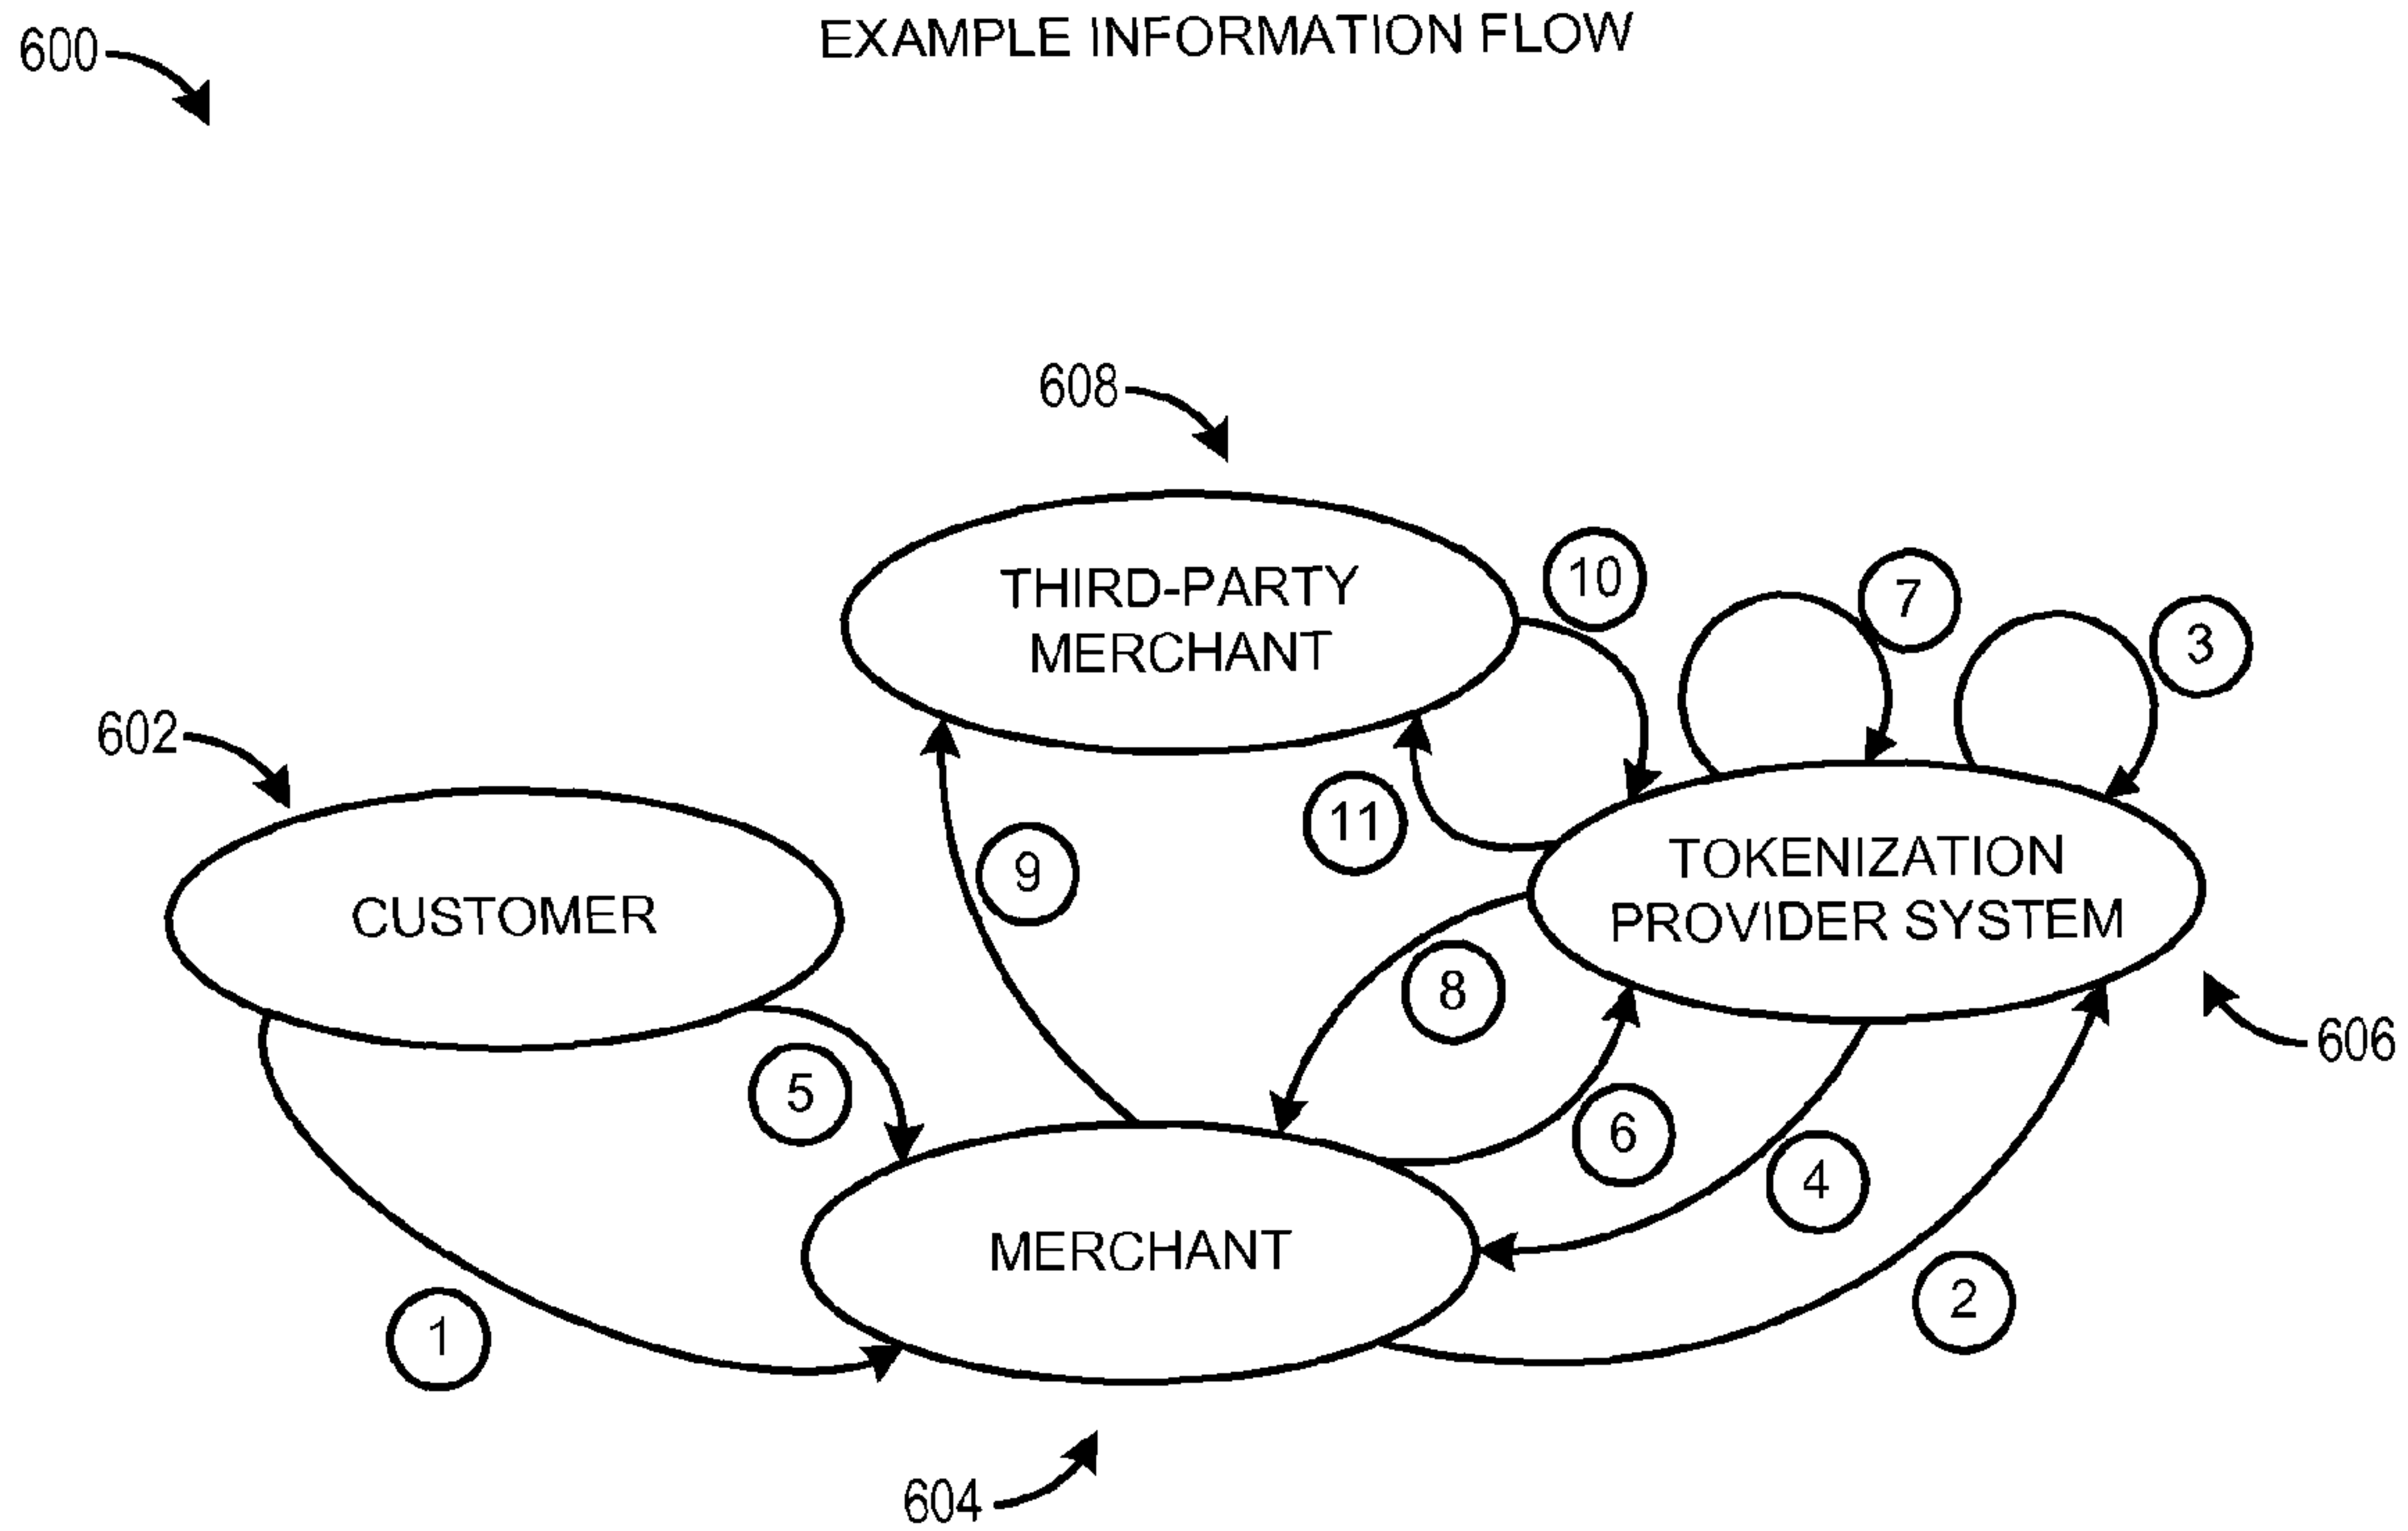 EXAMPLE INFORMATION FLOW
600
608
THIRD-PARTY
MERCHANT
10
7
3
602
11
9
CUSTOMER
TOKENIZATION
PROVIDER SYSTEM
8
606
5
6
4
MERCHANT
2
1
604